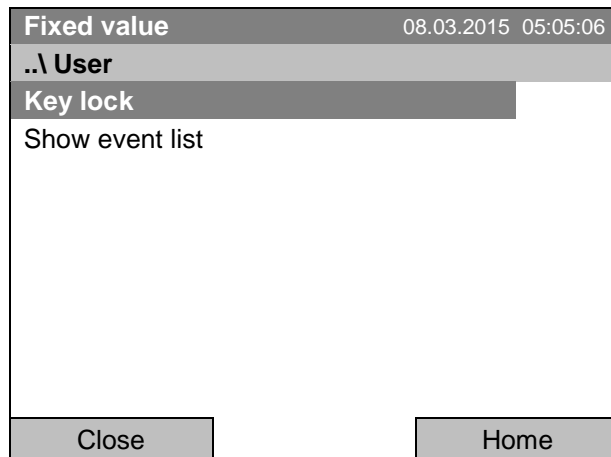 Fixed value 08.03.2015 05:05:06
..\ User
Key lock
Show event list
Close Home